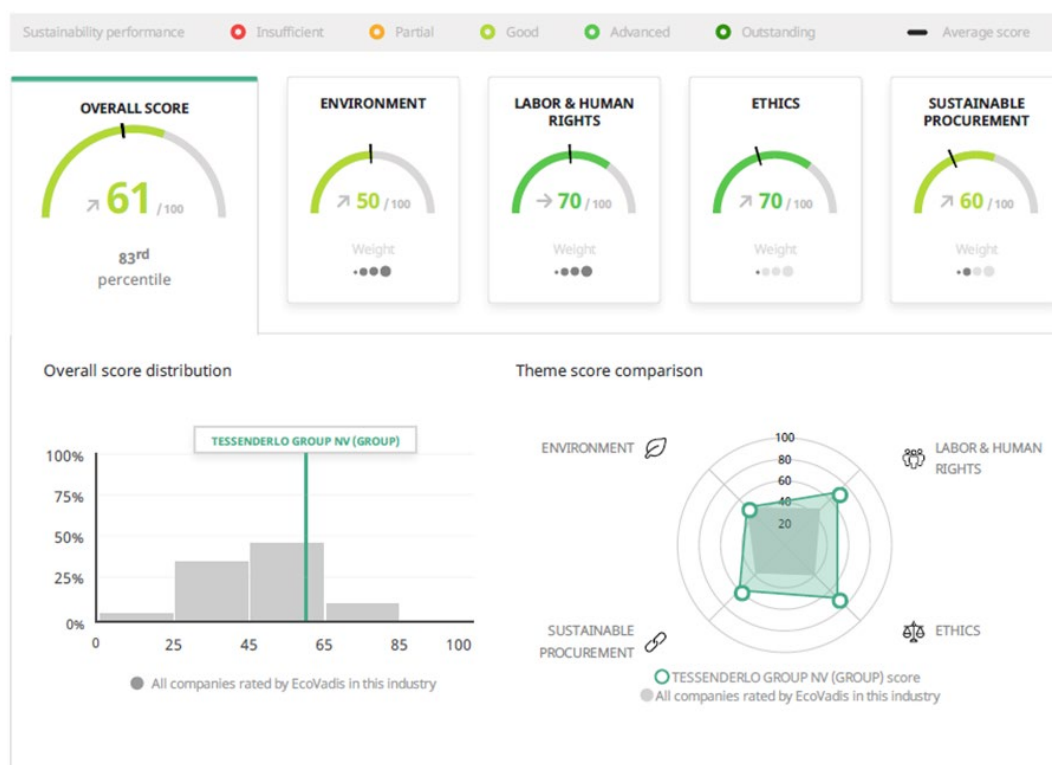 Sustainability performance Insufficient Partial Good Advanced Outstanding Average score
OVERALL SCORE
61 / 100
83rd
percentile
ENVIRONMENT
50 / 100
Weight
LABOR & HUMAN
RIGHTS
70 / 100
Weight
ETHICS
70 / 100
Weight
SUSTAINABLE
PROCUREMENT
60 / 100
Weight
Overall score distribution
TESSENDERLO GROUP NV (GROUP)
100%
75%
50%
25%
0%
0 25 45 65 85 100
All companies rated by EcoVadis in this industry
Theme score comparison
ENVIRONMENT
LABOR & HUMAN
RIGHTS
100
80
60
40
20
SUSTAINABLE
PROCUREMENT
ETHICS
TESSENDERLO GROUP NV (GROUP) score
All companies rated by EcoVadis in this industry